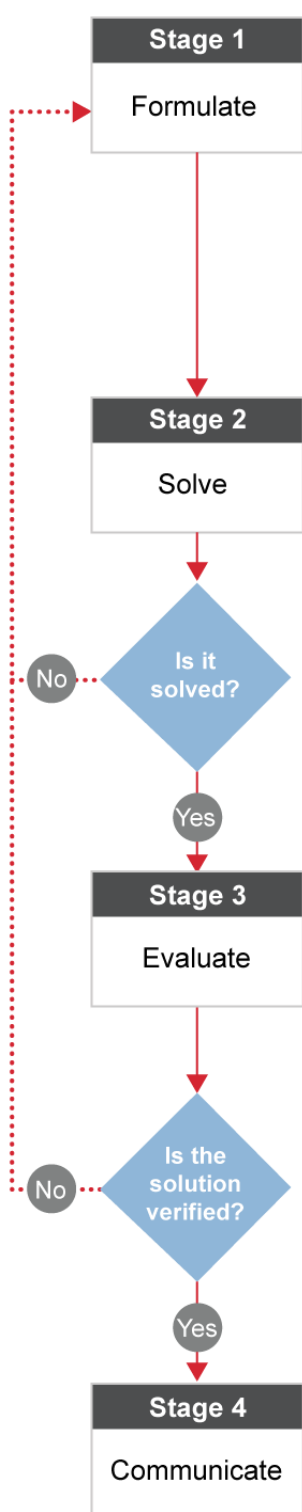 Stage 1
Formulate
Stage 2
Solve
Is it
solved?
No
Yes
Stage 3
Evaluate
Is the
solution
verified?
No
Yes
Stage 4
Communicate